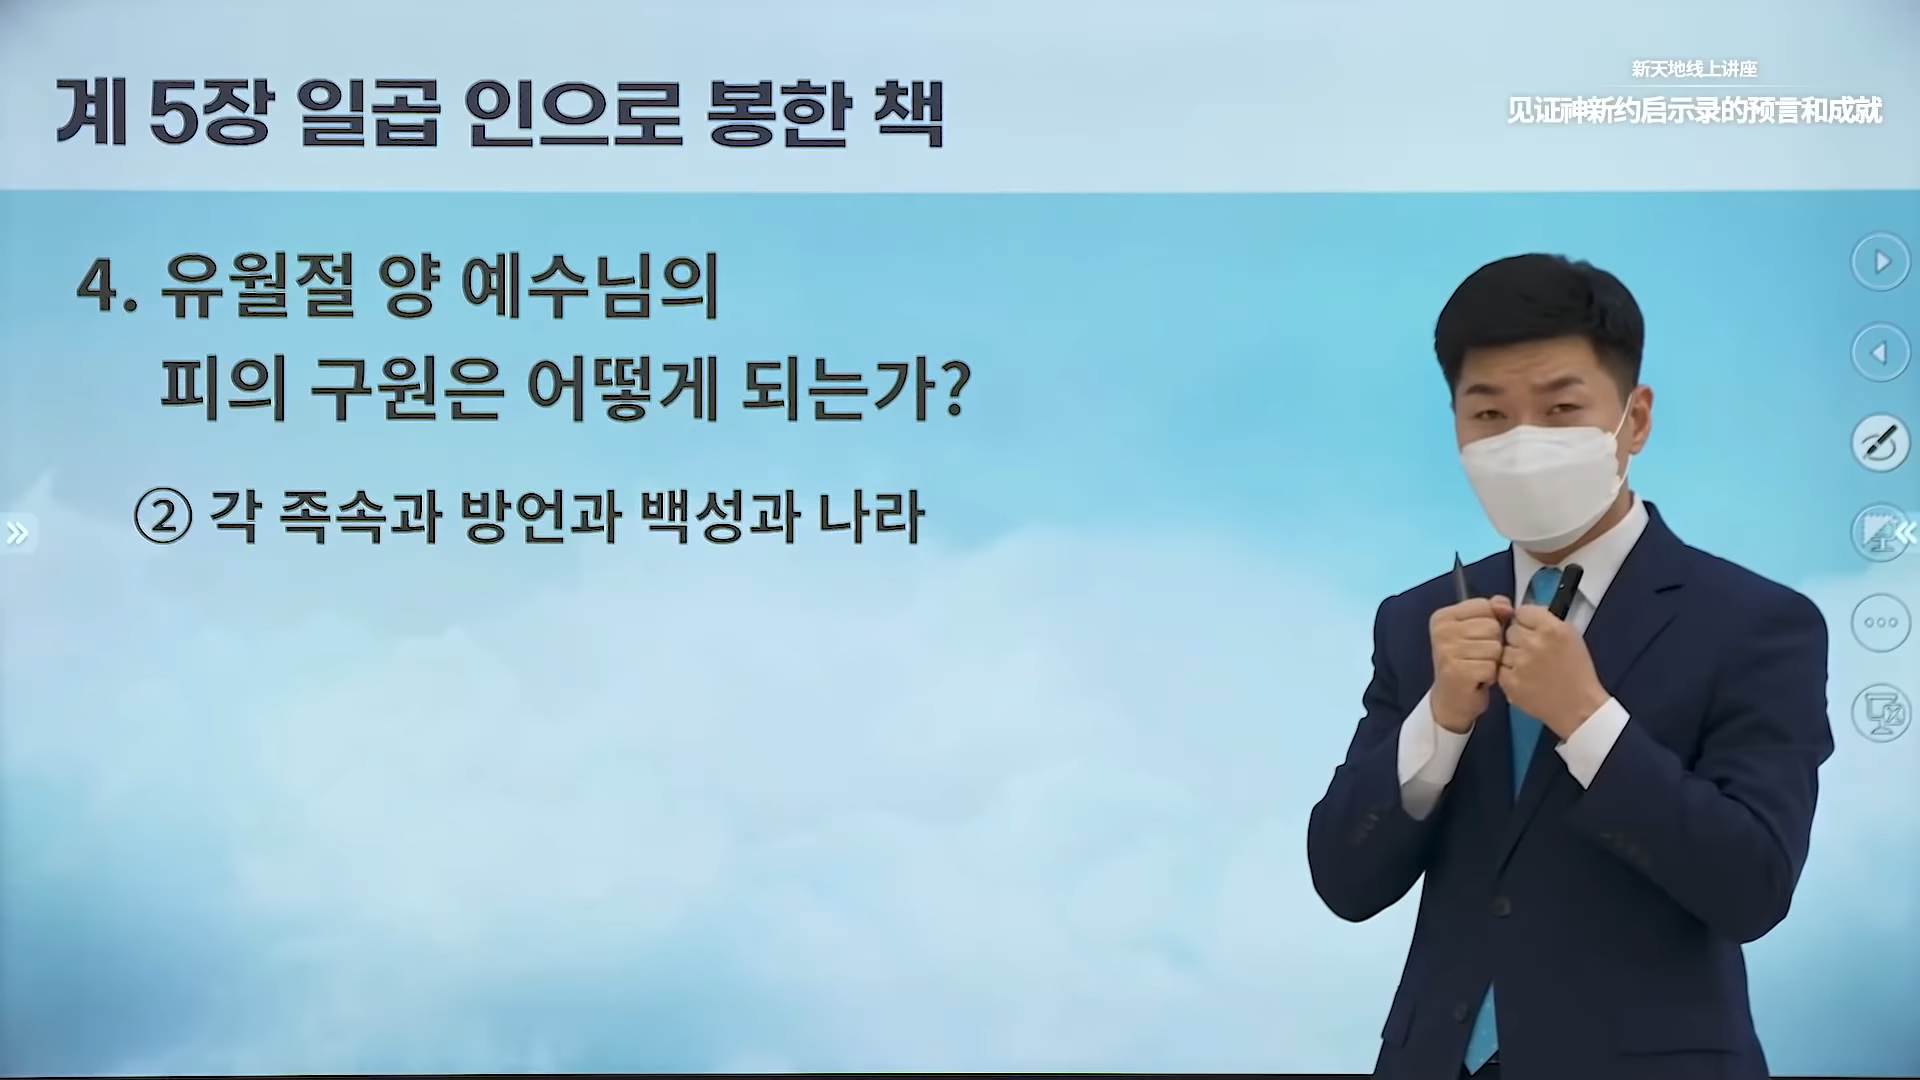 계 5장 일곱 인으로 봉한 책
新天地线上讲座
见证神新约启示录的预言和成就
4. 유월절 양 예수님의
피의 구원은 어떻게 되는가?
② 각 족속과 방언과 백성과 나라